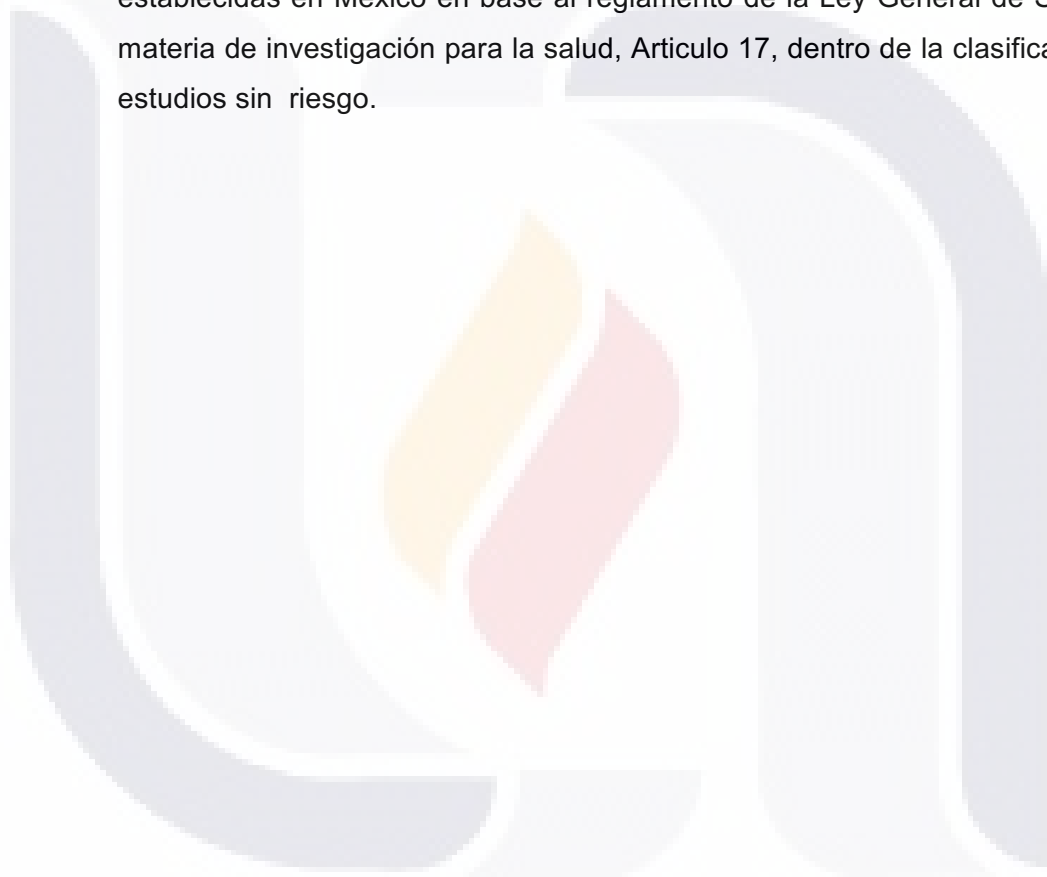 establecidas en México en base al reglamento de la Ley General de
materia de investigación para la salud, Articulo 17, dentro de la
estudios sin riesgo.